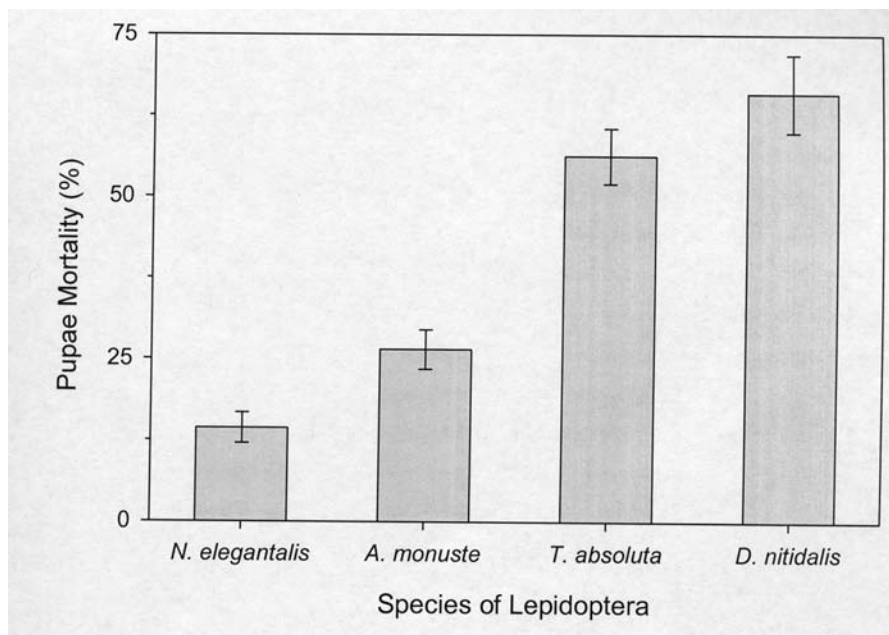 75
50
25
0
Pupae Mortality (%)
N. elegantalis A. monuste T. absoluta D. nitidalis
Species of Lepidoptera